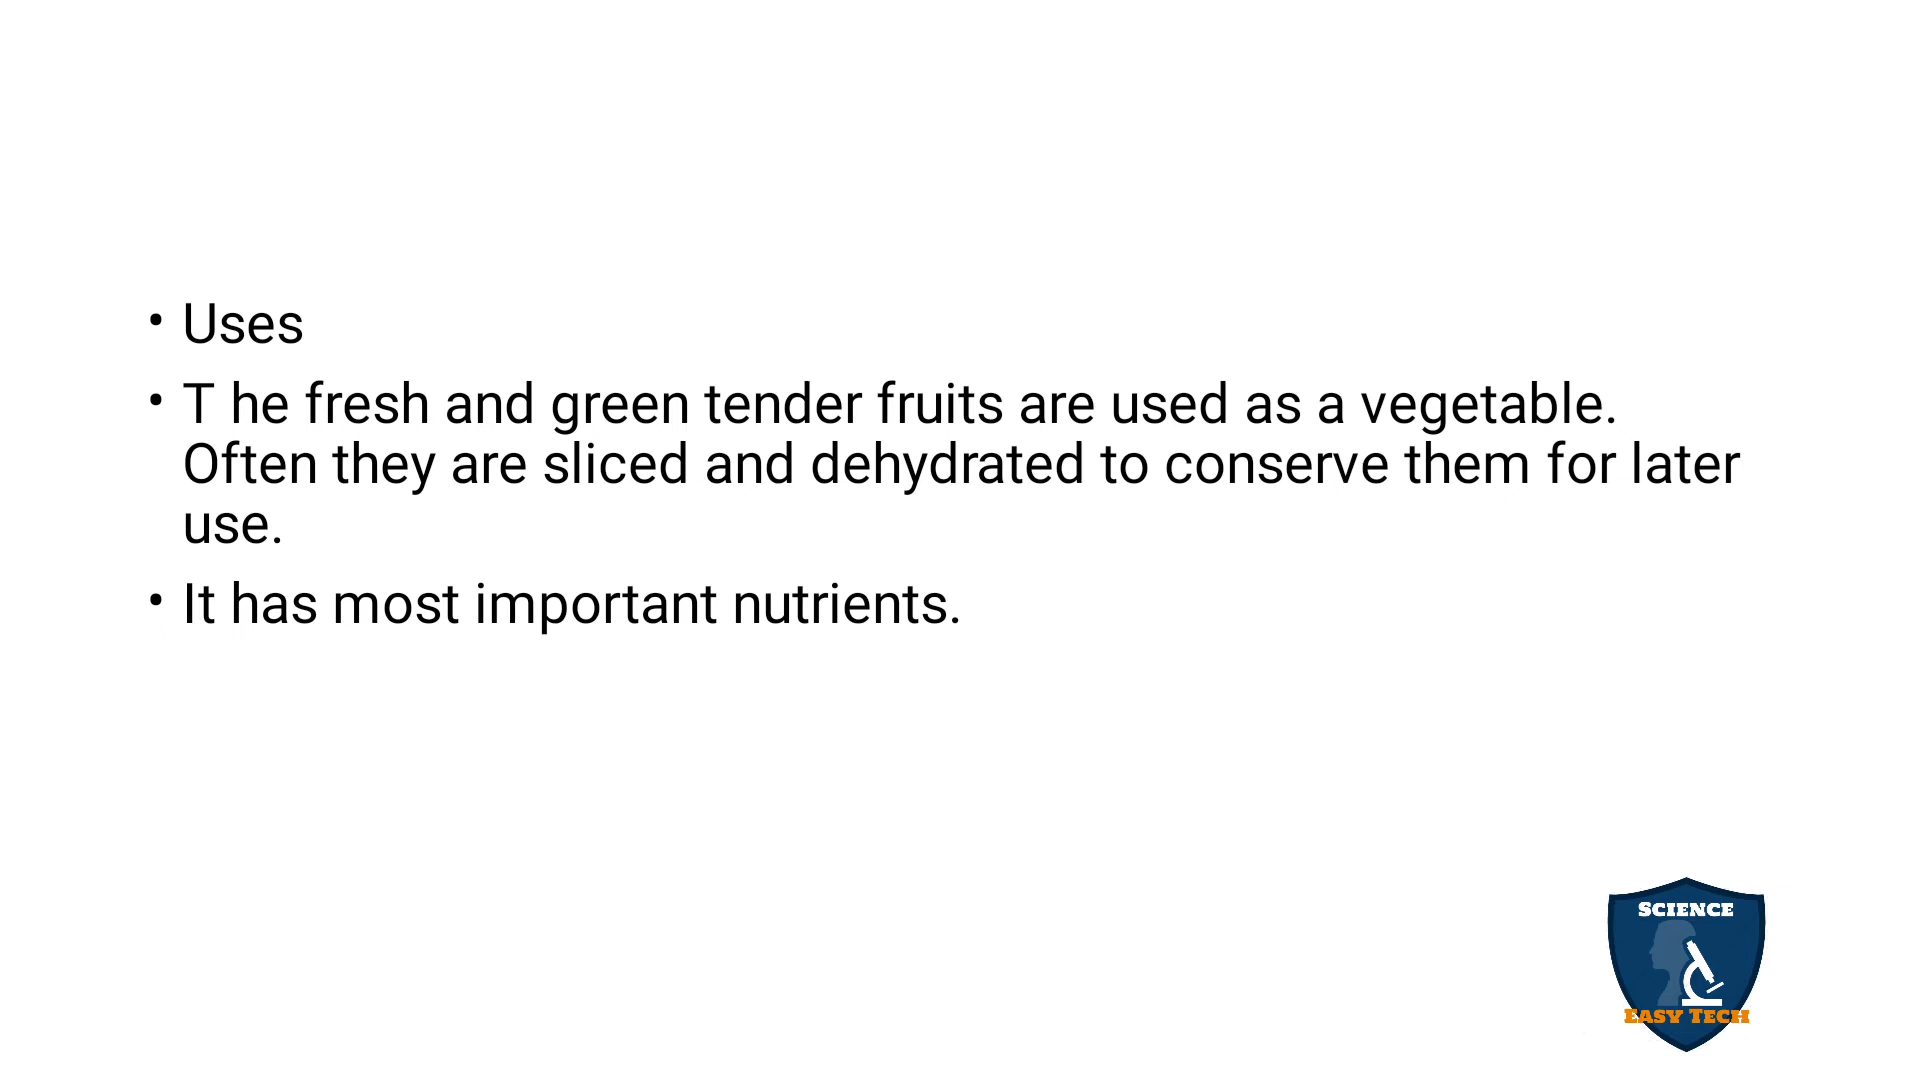 • Uses
• T he fresh and green tender fruits are used as a vegetable.
Often they are sliced and dehydrated to conserve them for later
use.
• It has most important nutrients.
SCIENCE
EASY TECH